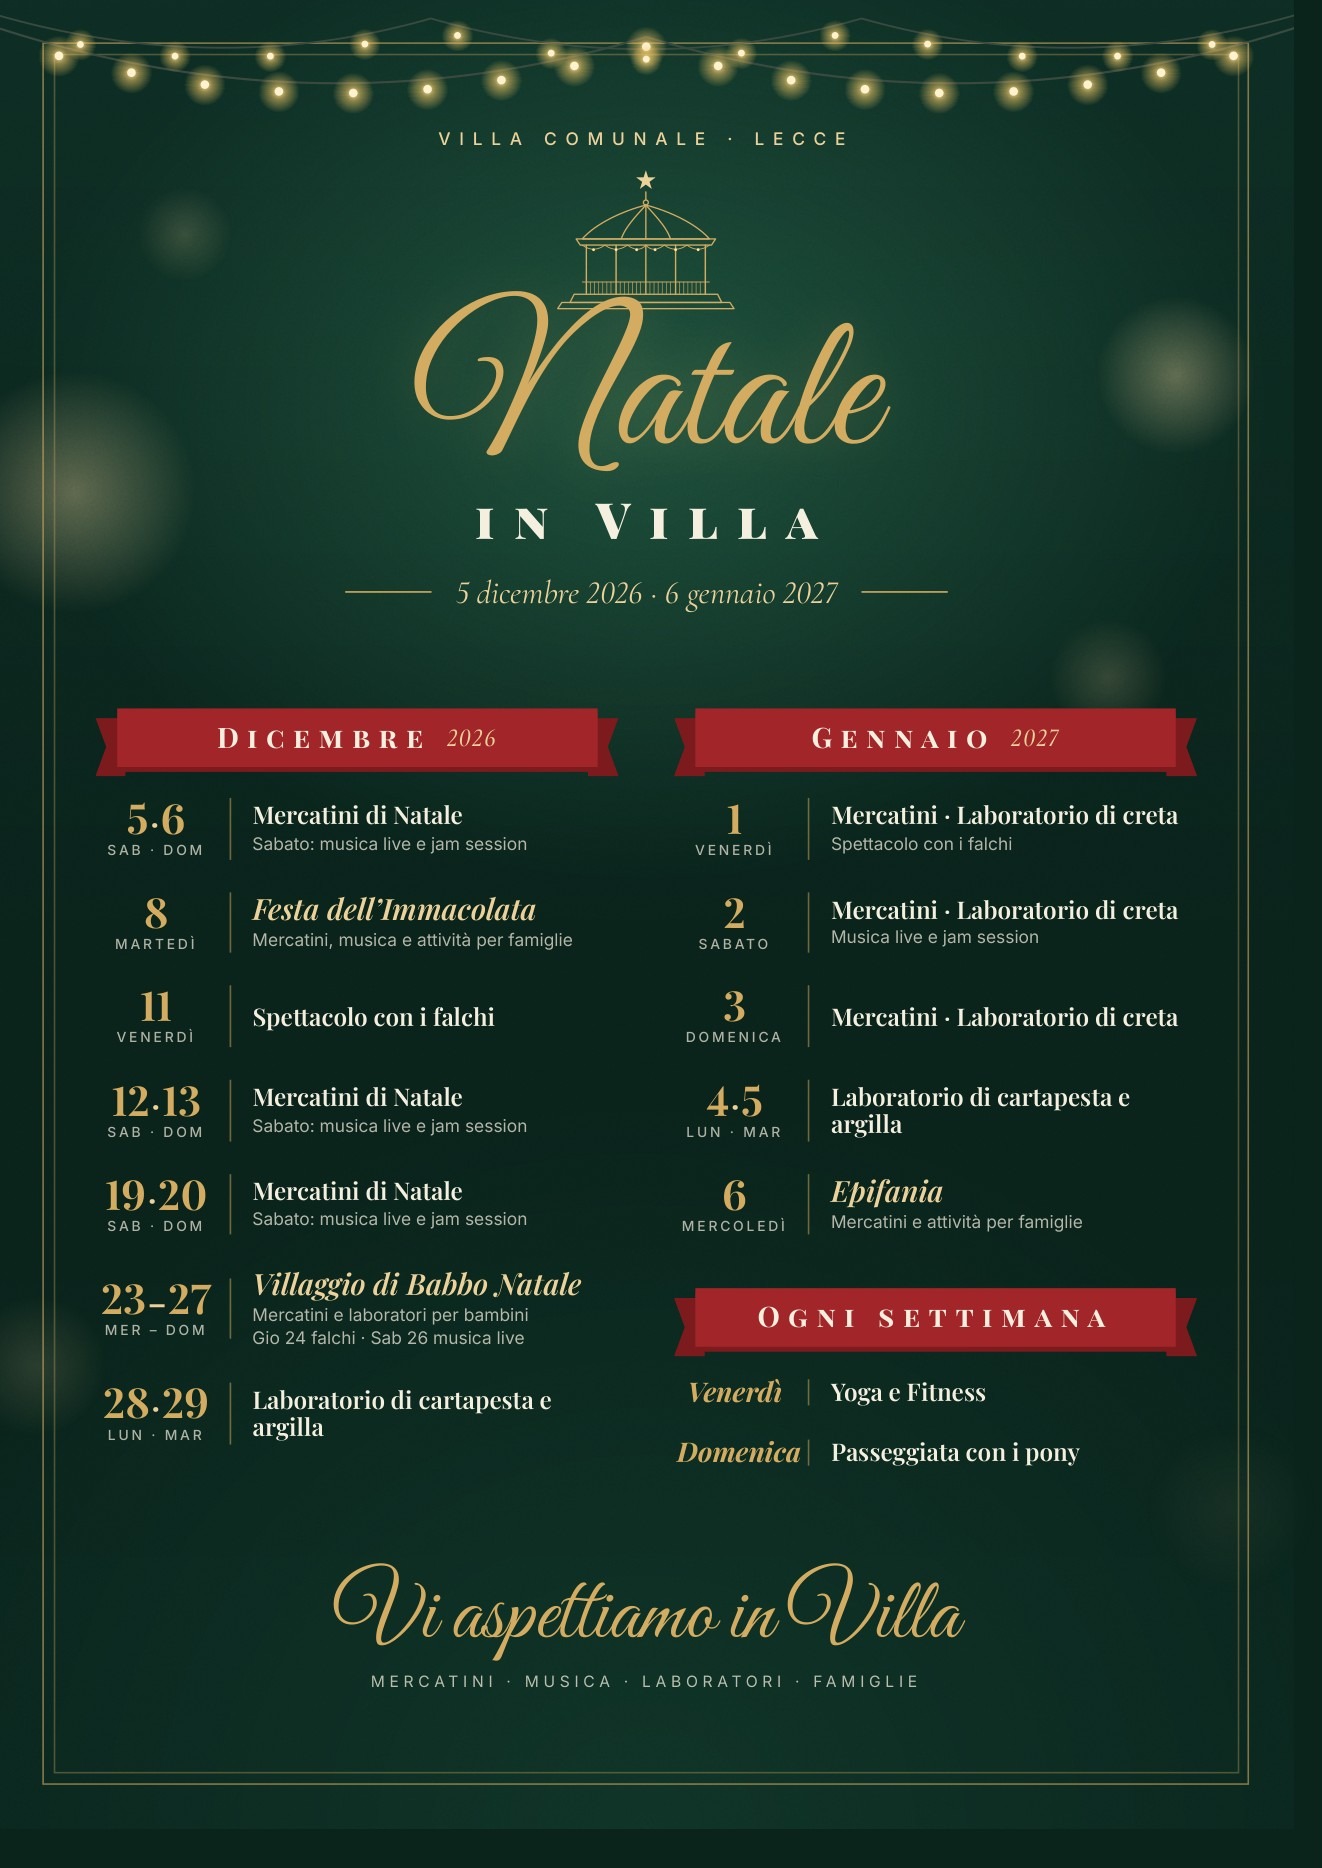 VILLA COMUNALE · LECCE
Natale
IN VILLA
5 dicembre 2026 · 6 gennaio 2027
DICEMBRE 2026
5·6
SAB · DOM
Mercatini di Natale
Sabato: musica live e jam session
8
MARTEDÌ
Festa dell’Immacolata
Mercatini, musica e attività per famiglie
11
VENERDÌ
Spettacolo con i falchi
12·13
SAB · DOM
Mercatini di Natale
Sabato: musica live e jam session
19·20
SAB · DOM
Mercatini di Natale
Sabato: musica live e jam session
23–27
MER – DOM
Villaggio di Babbo Natale
Mercatini e laboratori per bambini
Gio 24 falchi · Sab 26 musica live
28·29
LUN · MAR
Laboratorio di cartapesta e
argilla
GENNAIO 2027
1
VENERDÌ
Mercatini · Laboratorio di creta
Spettacolo con i falchi
2
SABATO
Mercatini · Laboratorio di creta
Musica live e jam session
3
DOMENICA
Mercatini · Laboratorio di creta
4·5
LUN · MAR
Laboratorio di cartapesta e
argilla
6
MERCOLEDÌ
Epifania
Mercatini e attività per famiglie
OGNI SETTIMANA
Venerdì
Yoga e Fitness
Domenica
Passeggiata con i pony
Vi aspettiamo in Villa
MERCATINI · MUSICA · LABORATORI · FAMIGLIE